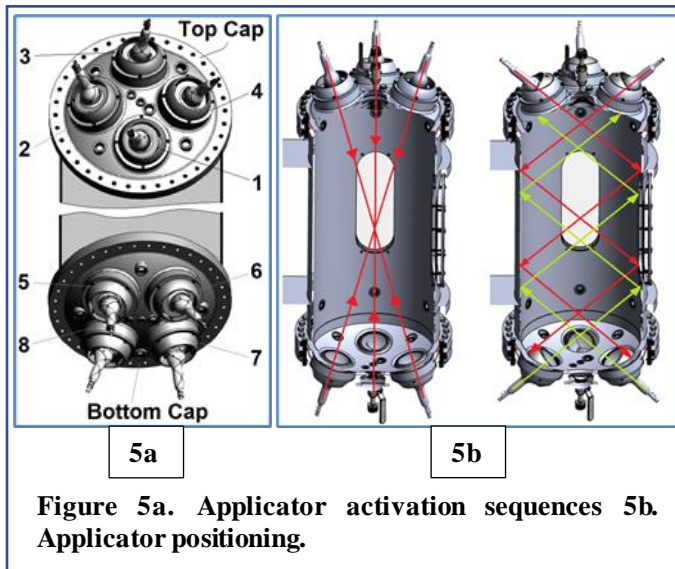 3
Top Cap
4
2
1
5
6
8
7
Bottom Cap
5a
5b
Figure 5a. Applicator activation sequences 5b.
Applicator positioning.